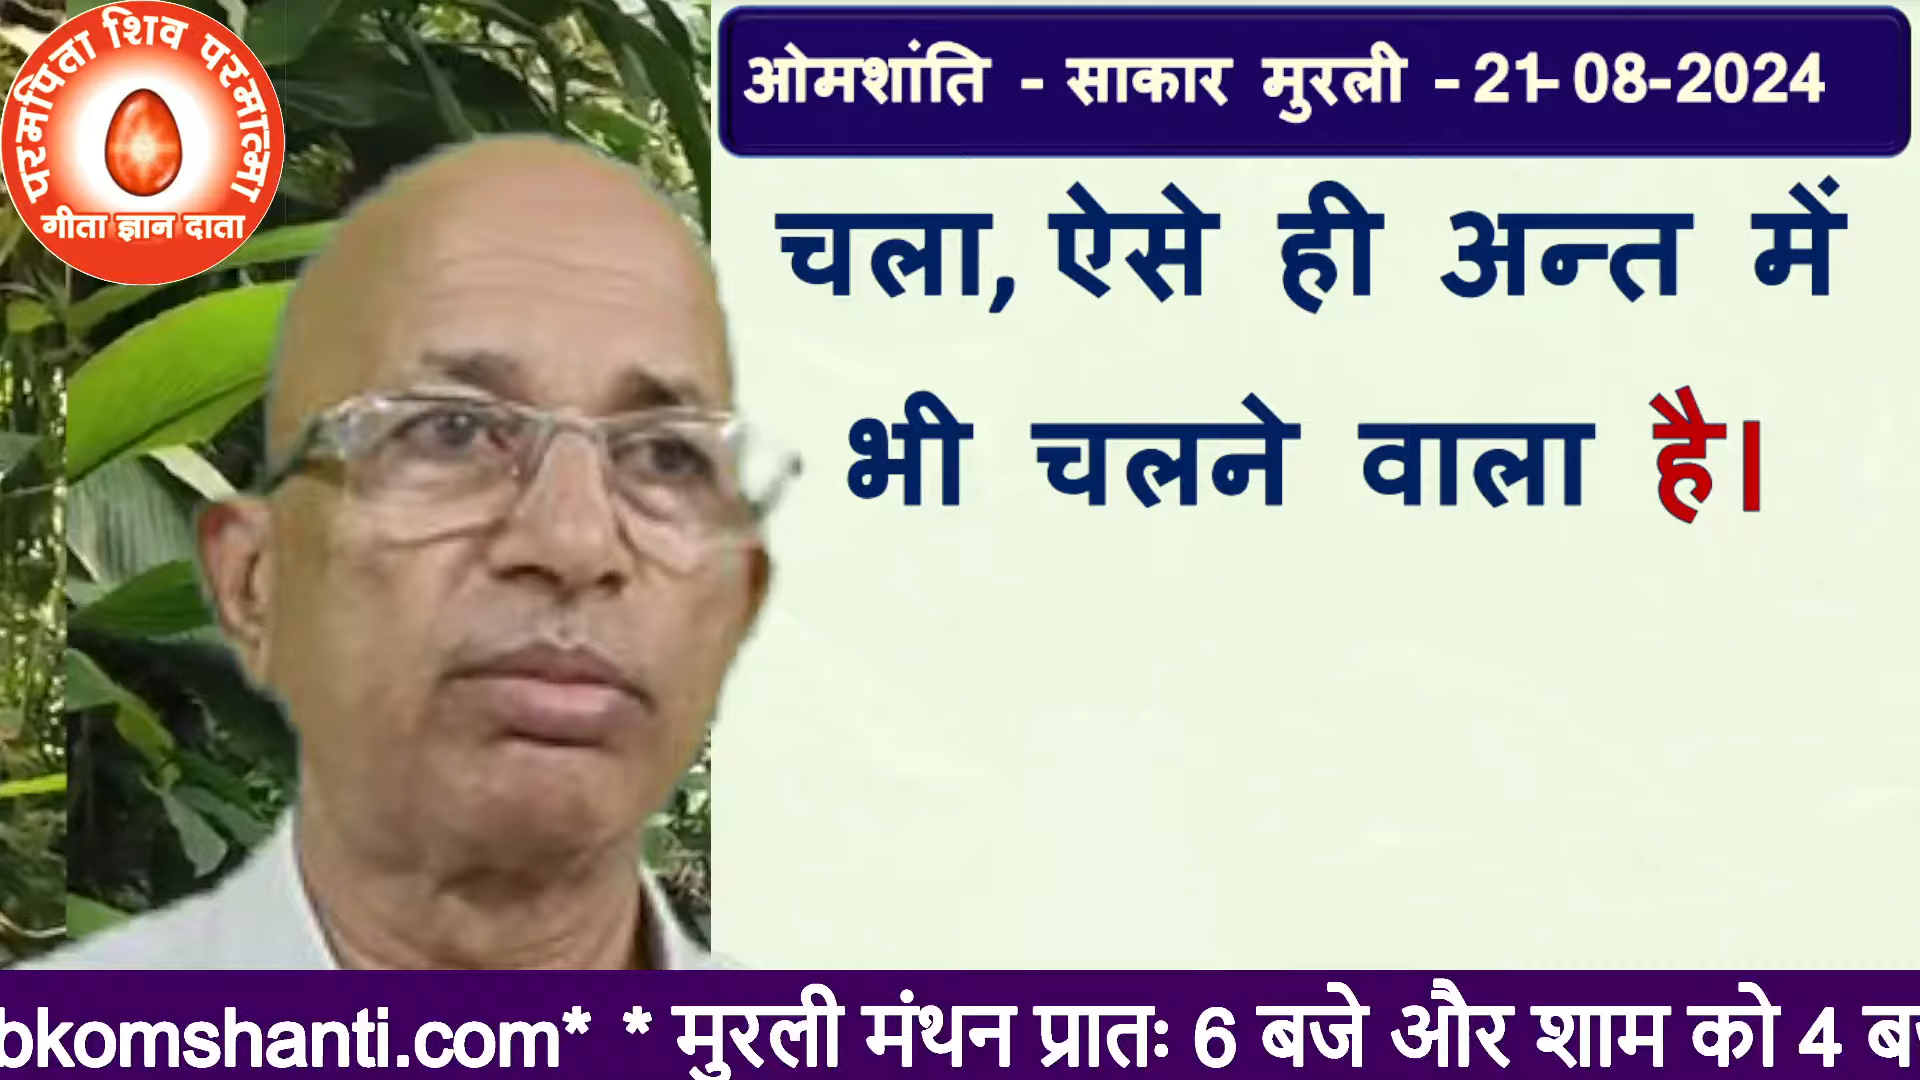 परमपिता शिव परमात्मा
गीता ज्ञान दाता
ओमशांति - साकार मुरली - 21- 08-2024
चला, ऐसे ही अन्त में
भी चलने वाला है।
bkomshanti.com* * मुरली मंथन प्रातः 6 बजे और शाम को 4